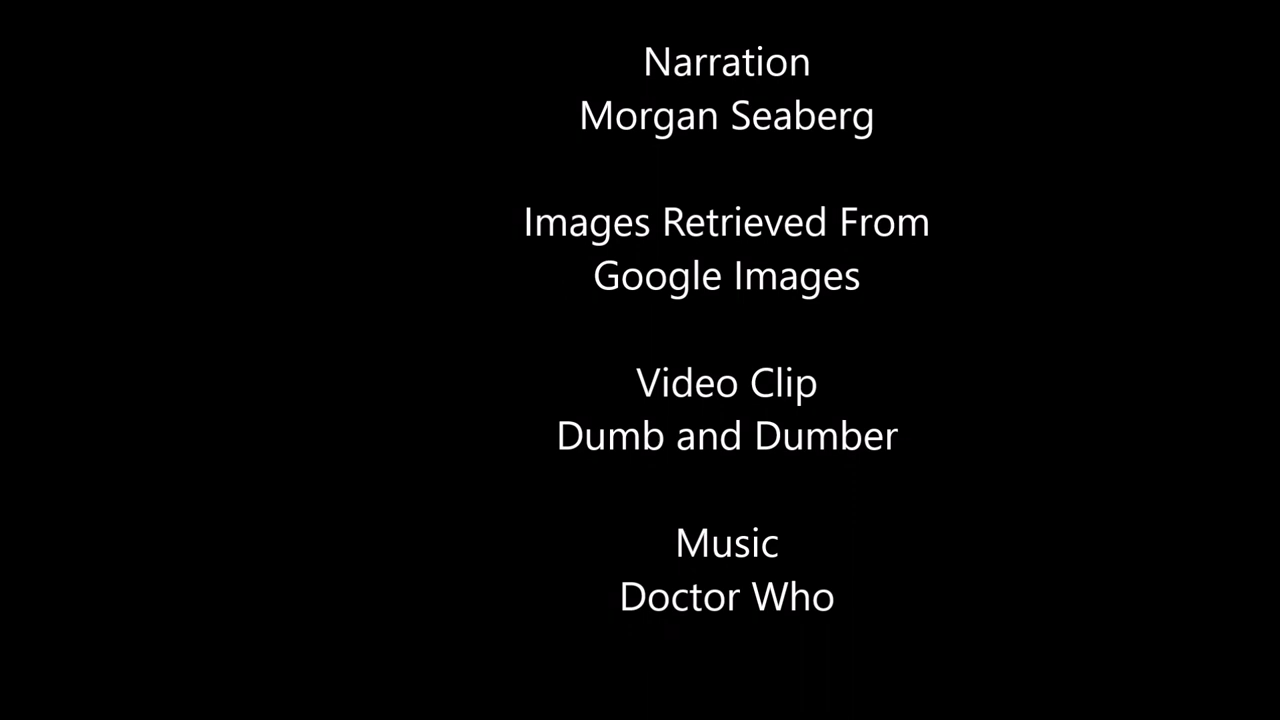 Narration
Morgan Seaberg
Images Retrieved From
Google Images
Video Clip
Dumb and Dumber
Music
Doctor Who